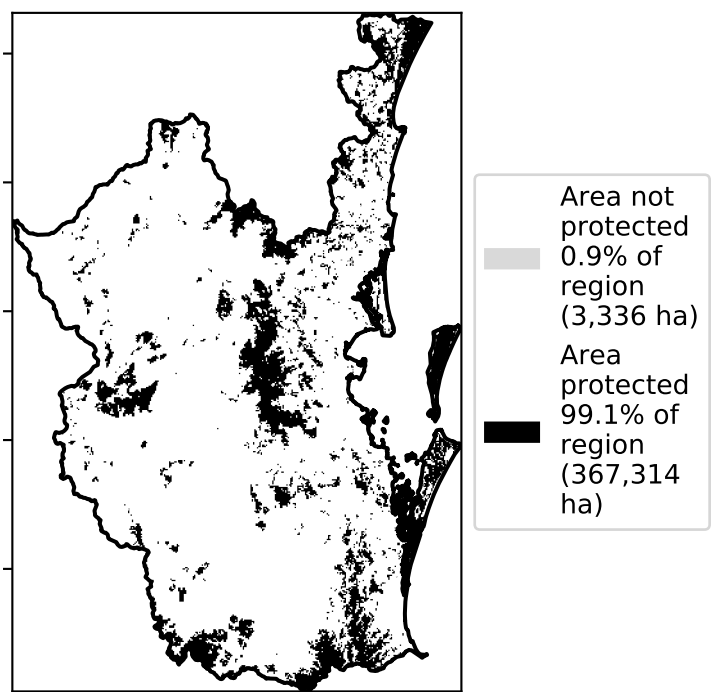 Area not
protected
0.9% of
region
(3,336 ha)
Area
protected
99.1% of
region
(367,314
ha)